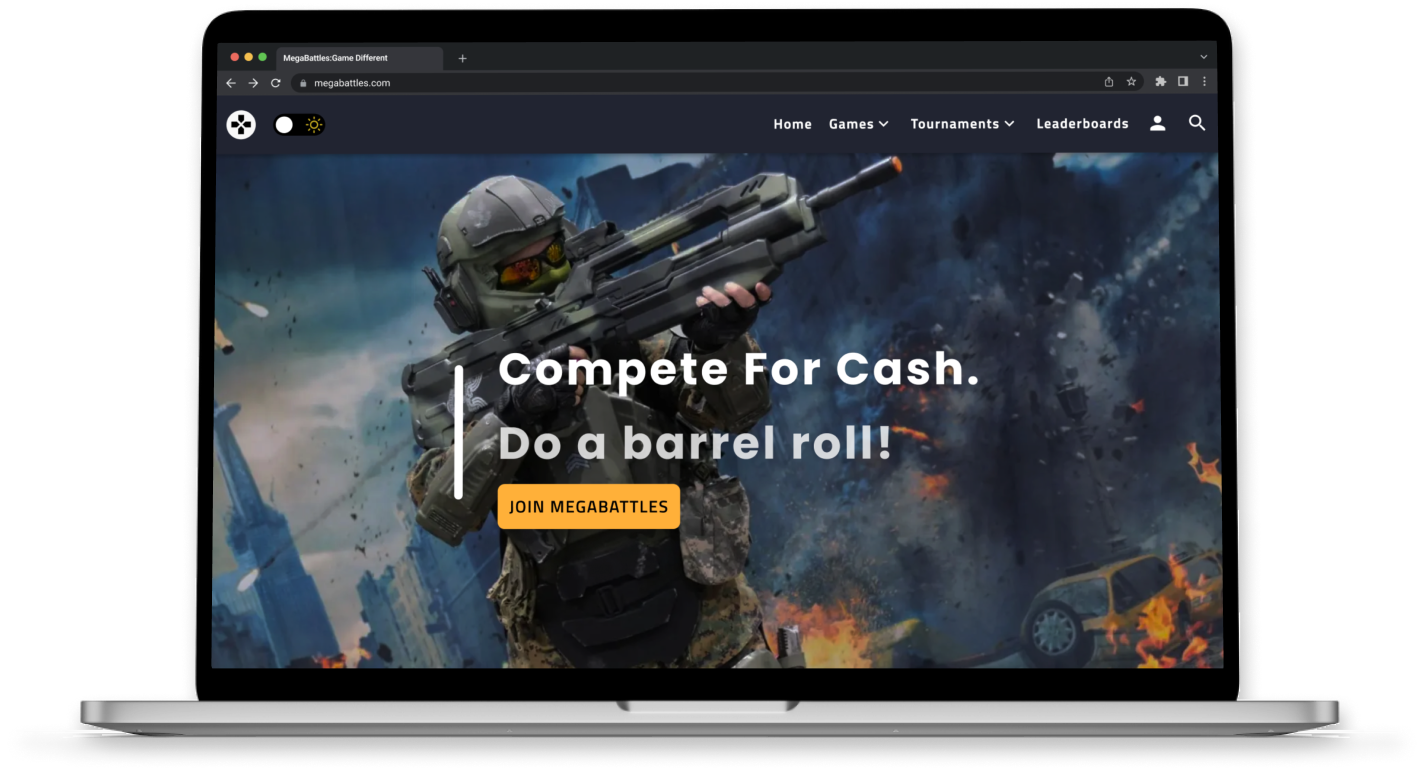 MegaBattles:Game Different
megabattles.com
Home Games Tournaments Leaderboards
Compete For Cash.
Do a barrel roll!
JOIN MEGABATTLES